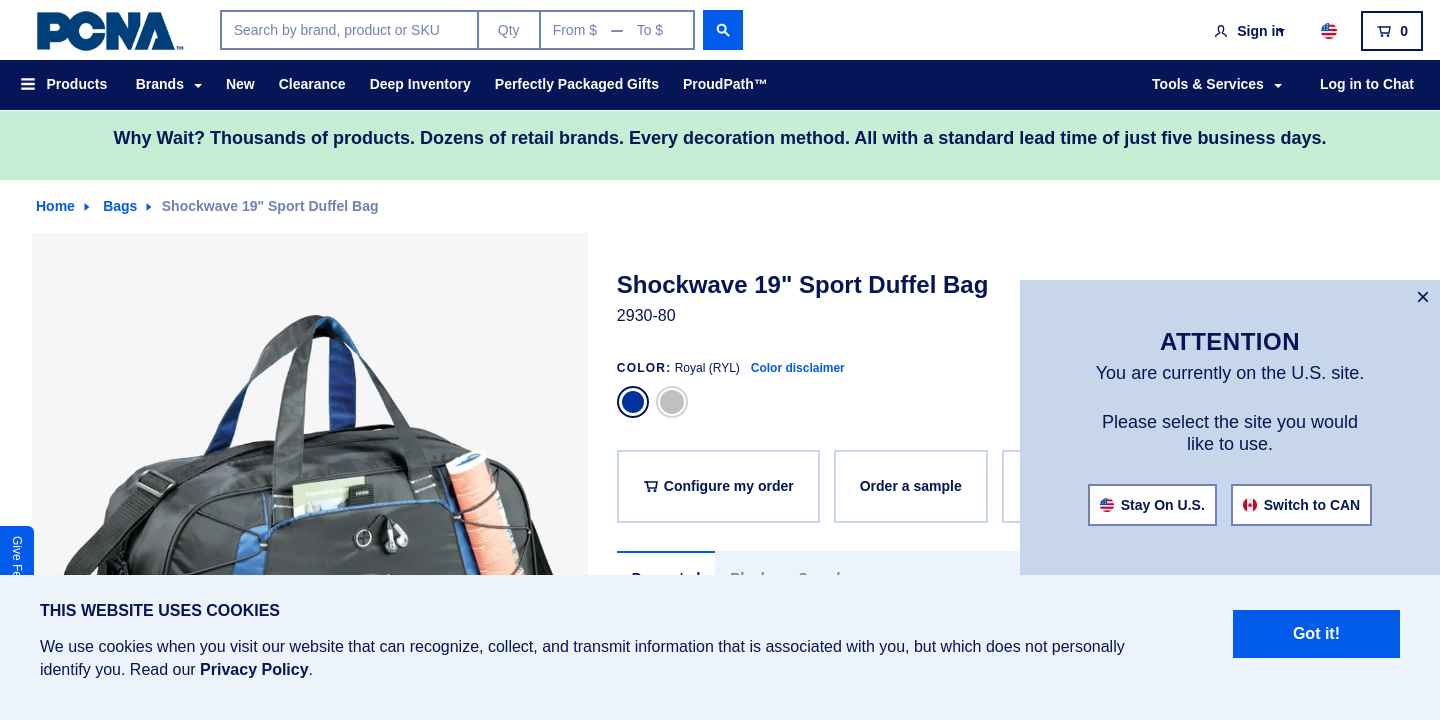 PCNA™
Search by brand, product or SKU
Qty
From $ — To $
Sign in
0
Products
Brands
New
Clearance
Deep Inventory
Perfectly Packaged Gifts
ProudPath™
Tools & Services
Log in to Chat
Why Wait? Thousands of products. Dozens of retail brands. Every decoration method. All with a standard lead time of just five business days.
Home
Bags
Shockwave 19" Sport Duffel Bag
Shockwave 19" Sport Duffel Bag
2930-80
COLOR: Royal (RYL) Color disclaimer
Configure my order
Order a sample
×
ATTENTION
You are currently on the U.S. site.
Please select the site you would
like to use.
Stay On U.S.
Switch to CAN
Give
THIS WEBSITE USES COOKIES
We use cookies when you visit our website that can recognize, collect, and transmit information that is associated with you, but which does not personally
identify you. Read our Privacy Policy.
Got it!